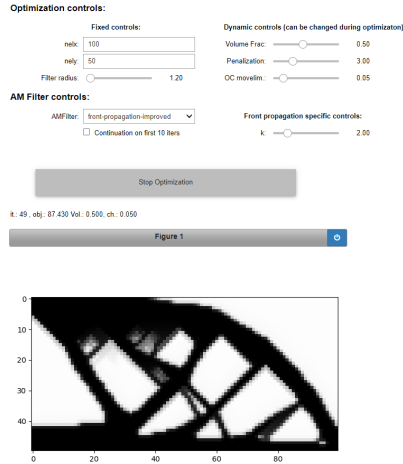 Optimization controls:
Fixed controls:
Dynamic controls (can be changed during optimizaton)
nelx: 100
Volume Frac: 0.50
nely: 50
Penalization: 3.00
Filter radius: 1.20
OC movelim.: 0.05
AM Filter controls:
AMFilter: front-propagation-improved
Front propagation specific controls:
Continuation on first 10 iters
k: 2.00
Stop Optimization
it.: 49 , obj.: 87.430 Vol.: 0.500, ch.: 0.050
Figure 1
0
10
20
30
40
0 20 40 60 80